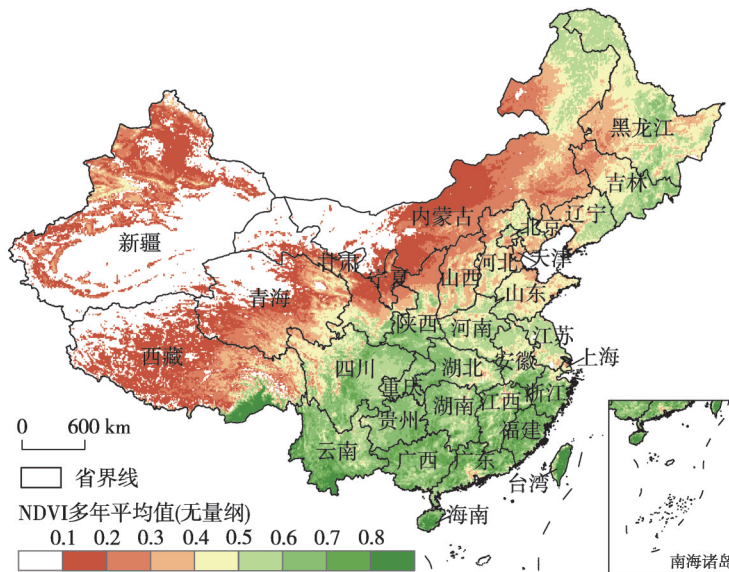 黑龙江
吉林
辽宁
内蒙古
北京
天津
河北
新疆
甘肃
宁夏
山西
山东
青海
陕西
河南
江苏
西藏
四川
湖北
安徽
上海
重庆
浙江
湖南
江西
贵州
福建
云南
广西
广东
台湾
海南
0 600 km
省界线
NDVI多年平均值(无量纲)
0.1 0.2 0.3 0.4 0.5 0.6 0.7 0.8
南海诸岛